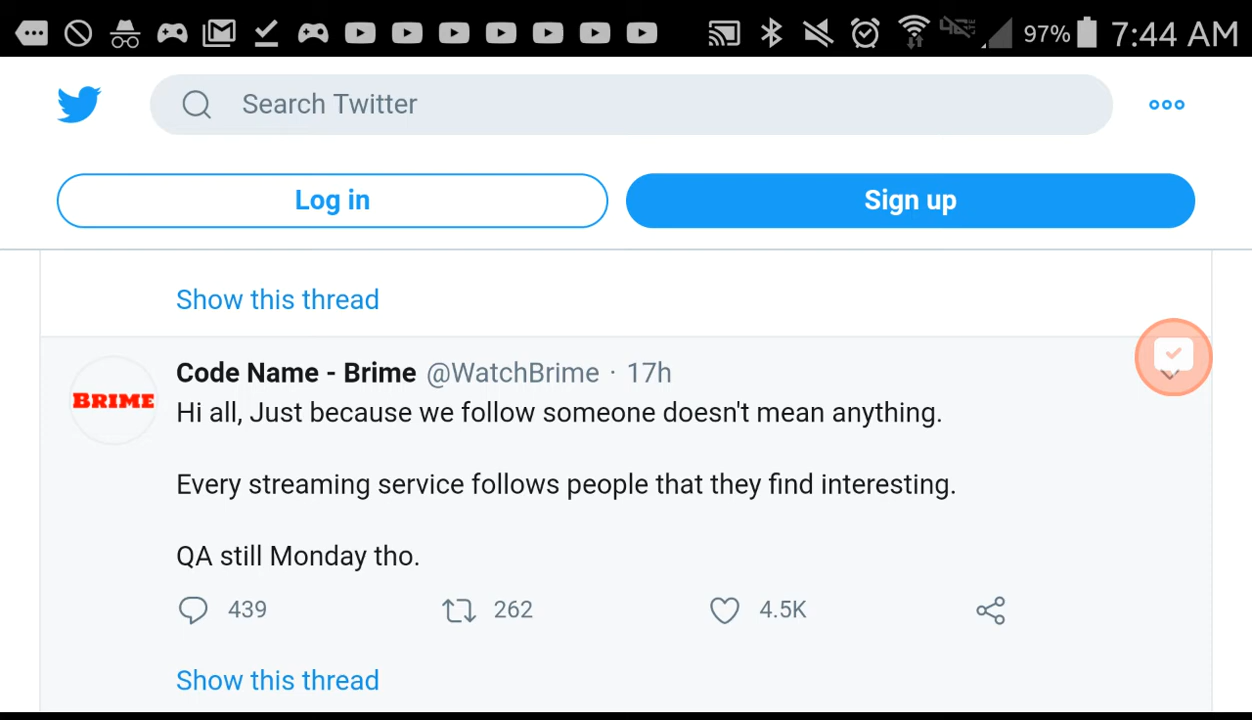 97% 7:44 AM
Search Twitter
Log in Sign up
Show this thread
Code Name - Brime @WatchBrime · 17h
BRIME
Hi all, Just because we follow someone doesn't mean anything.
Every streaming service follows people that they find interesting.
QA still Monday tho.
439 262 4.5K
Show this thread